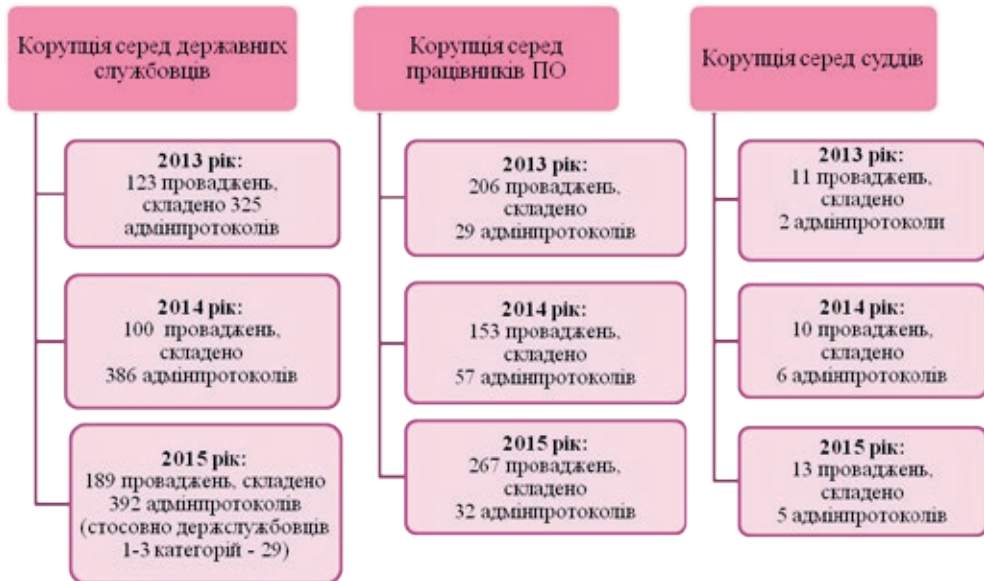 Корупція серед державних
службовців
2013 рік:
123 проваджень,
складено 325
адмінпротоколів
2014 рік:
100 проваджень,
складено
386 адмінпротоколів
2015 рік:
189 проваджень, складено
392 адмінпротоколів
(стосовно держслужбовців
1-3 категорій - 29)
Корупція серед
працівників ПО
2013 рік:
206 проваджень,
складено
29 адмінпротоколів
2014 рік:
153 проваджень,
складено
57 адмінпротоколів
2015 рік:
267 проваджень,
складено
32 адмінпротоколів
Корупція серед суддів
2013 рік:
11 проваджень,
складено
2 адмінпротоколи
2014 рік:
10 проваджень,
складено
6 адмінпротоколів
2015 рік:
13 проваджень,
складено
5 адмінпротоколів